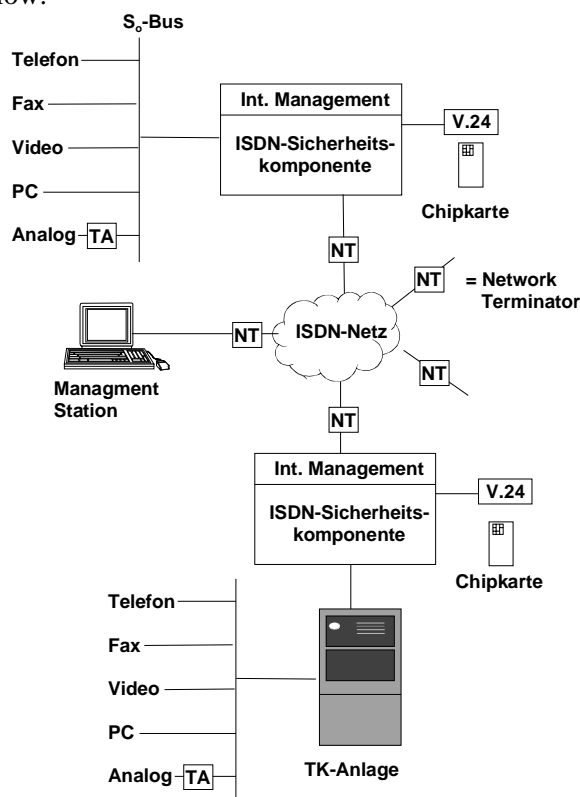 low:
S₀-Bus
Telefon
Fax
Video
PC
Analog
TA
Int. Management
ISDN-Sicherheits-
komponente
V.24
Chipkarte
NT
NT
= Network
Terminator
ISDN-Netz
NT
NT
Managment
Station
NT
Int. Management
ISDN-Sicherheits-
komponente
V.24
Chipkarte
Telefon
Fax
Video
PC
Analog
TA
TK-Anlage